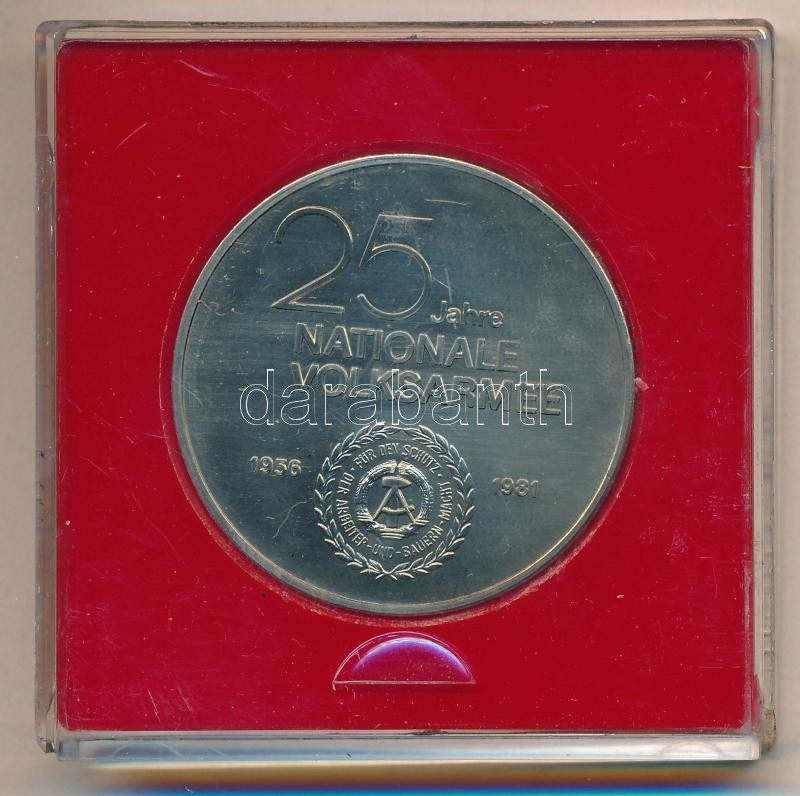 25 Jahre
NATIONALE
VOLKSARMEE
darabanth
1956
1981
FÜR DEN SCHUTZ · DER ARBEITER-UND-BAUERN-MACHT ·